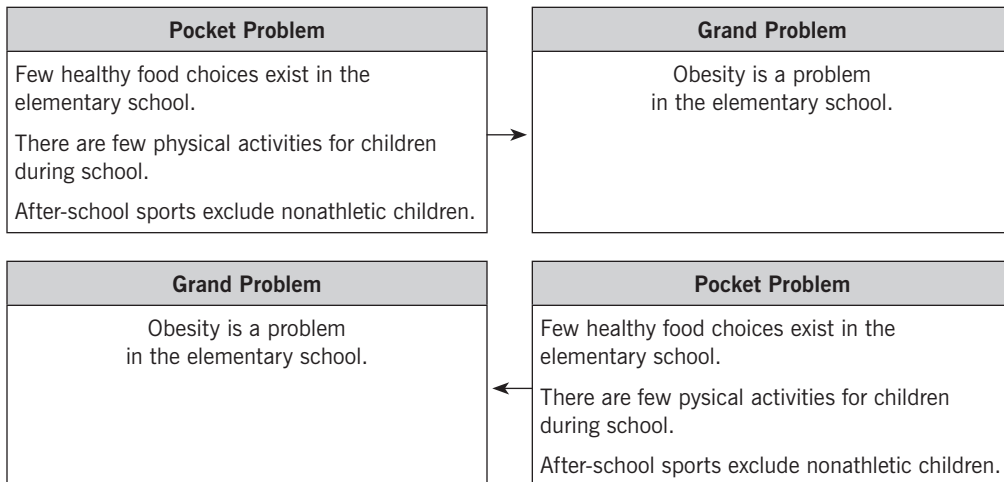 Pocket Problem
Few healthy food choices exist in the
elementary school.
There are few physical activities for children
during school.
After-school sports exclude nonathletic children.
Grand Problem
Obesity is a problem
in the elementary school.
Grand Problem
Obesity is a problem
in the elementary school.
Pocket Problem
Few healthy food choices exist in the
elementary school.
There are few pysical activities for children
during school.
After-school sports exclude nonathletic children.